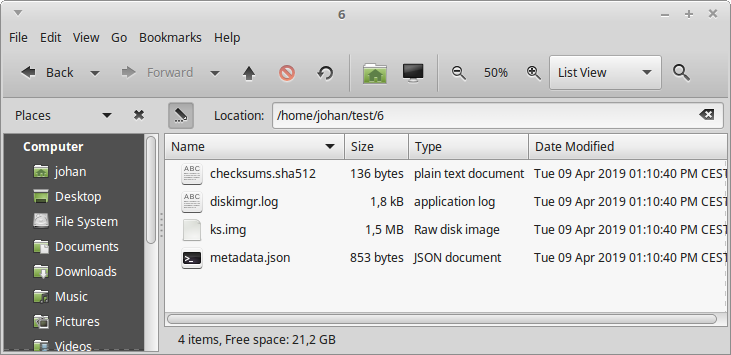 6
File Edit View Go Bookmarks Help
Back Forward 50% List View
Places Location: /home/johan/test/6
Computer
johan
Desktop
File System
Documents
Downloads
Music
Pictures
Videos
Name Size Type Date Modified
ABC checksums.sha512 136 bytes plain text document Tue 09 Apr 2019 01:10:40 PM CEST
ABC diskimgr.log 1,8 kB application log Tue 09 Apr 2019 01:10:40 PM CEST
ks.img 1,5 MB Raw disk image Tue 09 Apr 2019 01:10:40 PM CEST
metadata.json 853 bytes JSON document Tue 09 Apr 2019 01:10:40 PM CEST
4 items, Free space: 21,2 GB